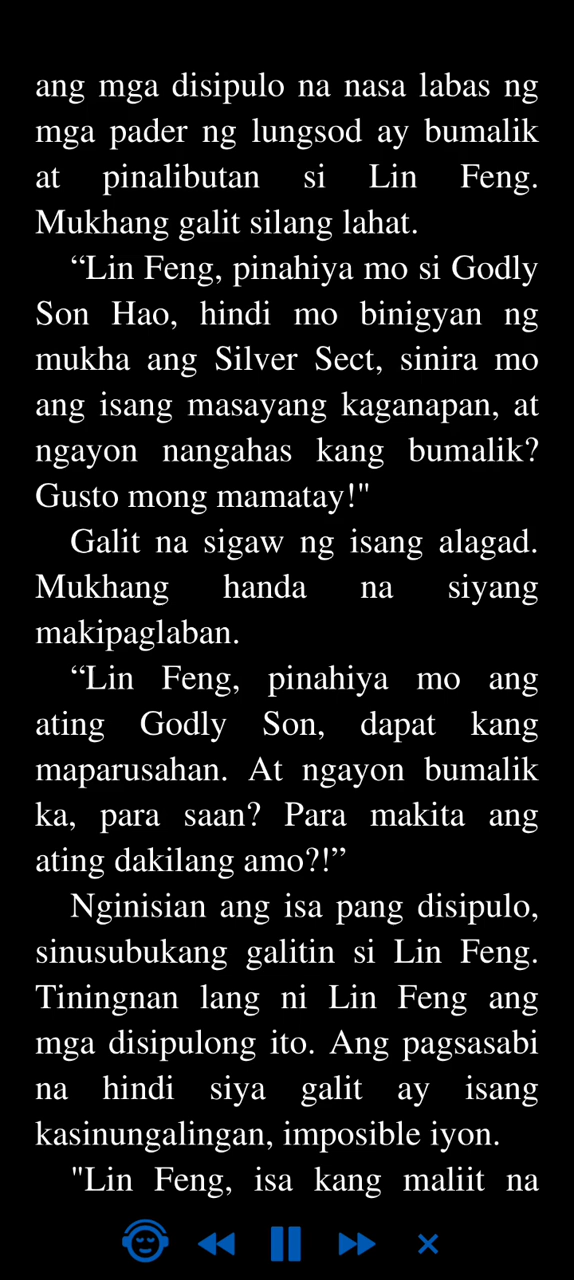 ang mga disipulo na nasa labas ng
mga pader ng lungsod ay bumalik
at pinalibutan si Lin Feng.
Mukhang galit silang lahat.
“Lin Feng, pinahiya mo si Godly
Son Hao, hindi mo binigyan ng
mukha ang Silver Sect, sinira mo
ang isang masayang kaganapan, at
ngayon nangahas kang bumalik?
Gusto mong mamatay!"
Galit na sigaw ng isang alagad.
Mukhang handa na siyang
makipaglaban.
“Lin Feng, pinahiya mo ang
ating Godly Son, dapat kang
maparusahan. At ngayon bumalik
ka, para saan? Para makita ang
ating dakilang amo?!”
Nginisian ang isa pang disipulo,
sinusubukang galitin si Lin Feng.
Tiningnan lang ni Lin Feng ang
mga disipulong ito. Ang pagsasabi
na hindi siya galit ay isang
kasinungalingan, imposible iyon.
"Lin Feng, isa kang maliit na